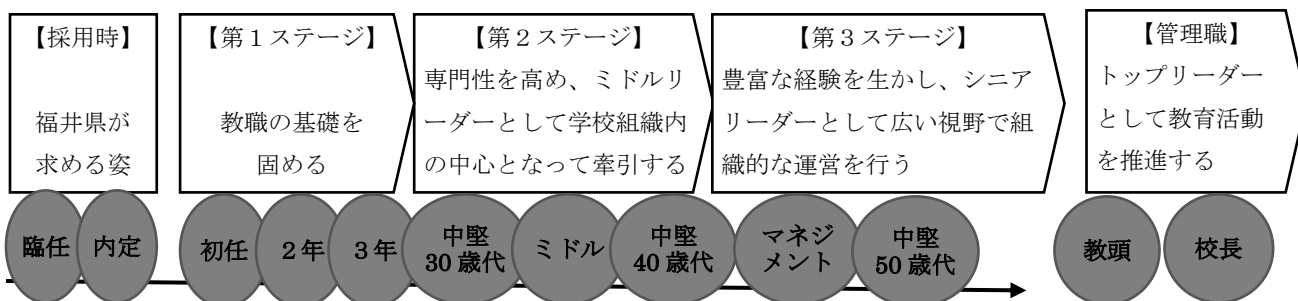 【採用時】
福井県が
求める姿
【第１ステージ】
教職の基礎を
固める
【第２ステージ】
専門性を高め、ミドルリ
ーダーとして学校組織内
の中心となって牽引する
【第３ステージ】
豊富な経験を生かし、シニア
リーダーとして広い視野で組
織的な運営を行う
【管理職】
トップリーダー
として教育活動
を推進する
臨任
内定
初任
２年
３年
中堅
30歳代
ミドル
中堅
40歳代
マネジ
メント
中堅
50歳代
教頭
校長